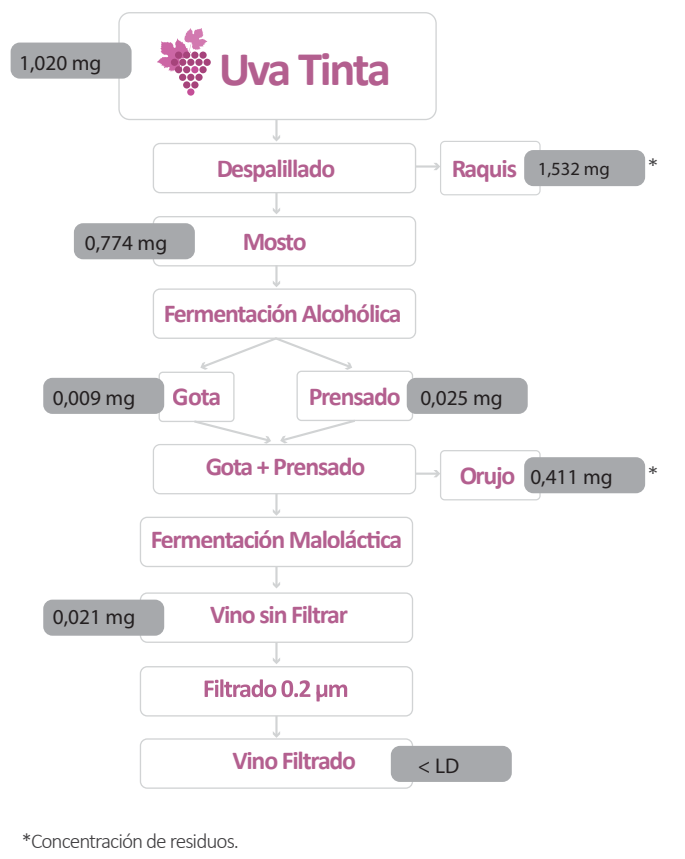 1,020 mg
Uva Tinta
Despalillado
Raquis
1,532 mg
*
0,774 mg
Mosto
Fermentación Alcohólica
0,009 mg
Gota
Prensado
0,025 mg
Gota + Prensado
Orujo
0,411 mg
*
Fermentación Maloláctica
0,021 mg
Vino sin Filtrar
Filtrado 0.2 µm
Vino Filtrado
< LD
*Concentración de residuos.